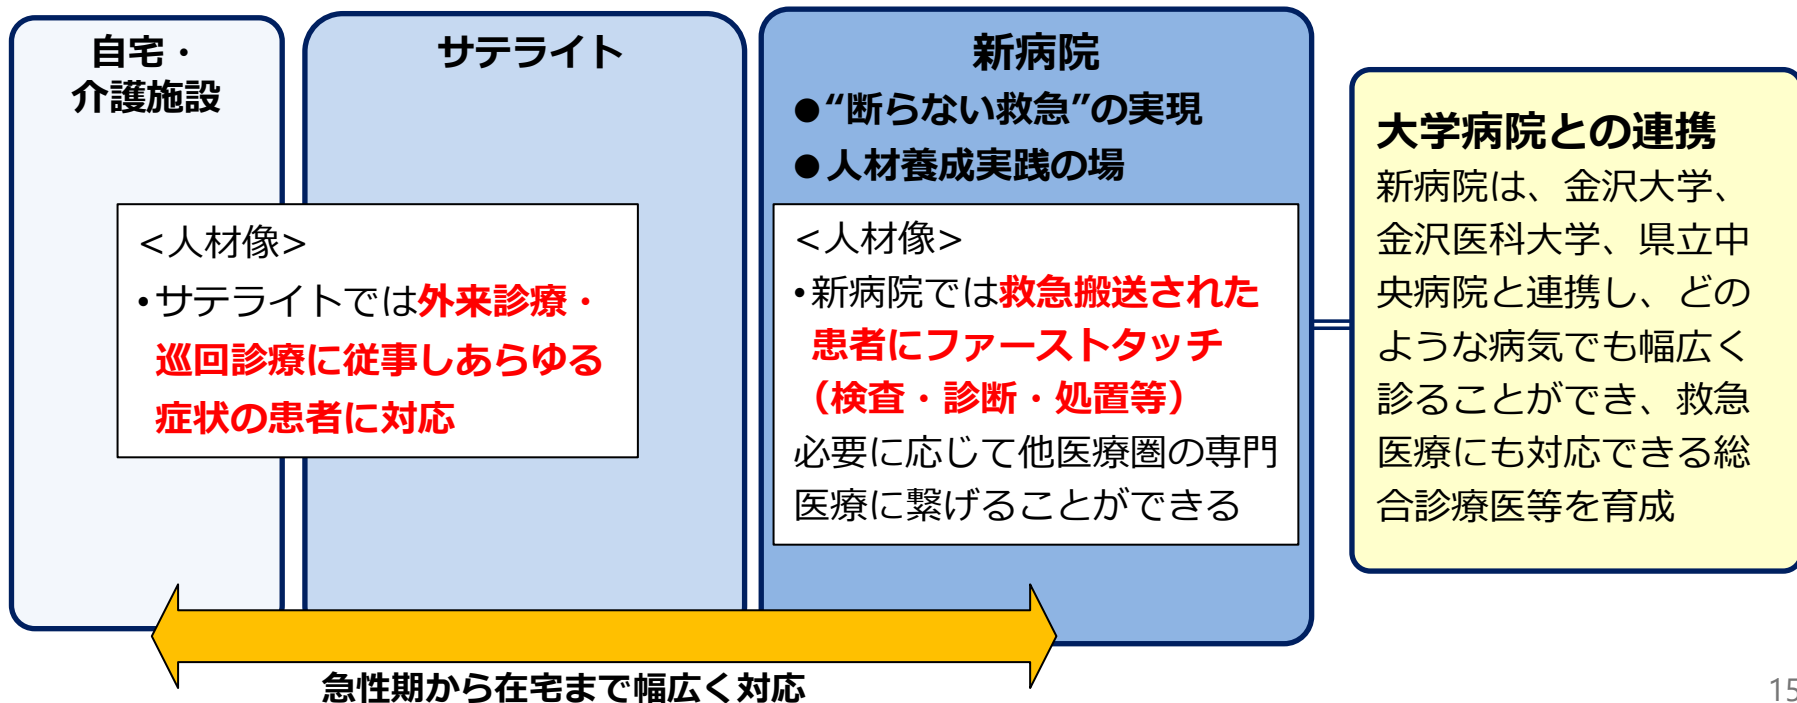 自宅・
介護施設
サテライト
<人材像>
・サテライトでは外来診療・
巡回診療に従事しあらゆる
症状の患者に対応
新病院
●“断らない救急”の実現
●人材養成実践の場
<人材像>
・新病院では救急搬送された
患者にファーストタッチ
（検査・診断・処置等）
必要に応じて他医療圏の専門
医療に繋げることができる
大学病院との連携
新病院は、金沢大学、
金沢医科大学、県立中
央病院と連携し、どの
ような病気でも幅広く
診ることができ、救急
医療にも対応できる総
合診療医等を育成
急性期から在宅まで幅広く対応
15